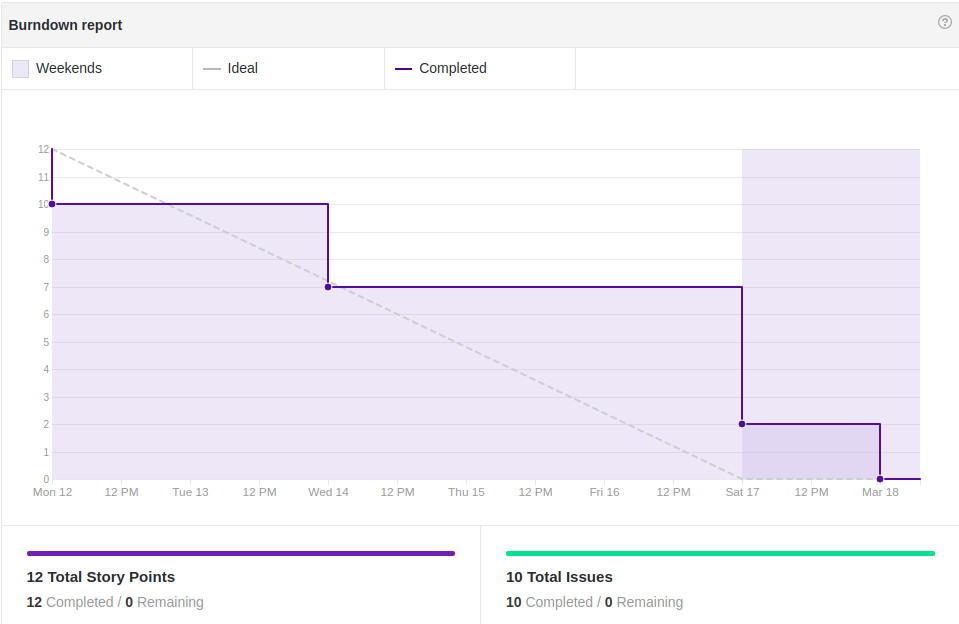 Burndown report
?
Weekends
Ideal
Completed
12
11
10
9
8
7
6
5
4
3
2
1
0
Mon 12 12 PM Tue 13 12 PM Wed 14 12 PM Thu 15 12 PM Fri 16 12 PM Sat 17 12 PM Mar 18
12 Total Story Points
12 Completed / 0 Remaining
10 Total Issues
10 Completed / 0 Remaining